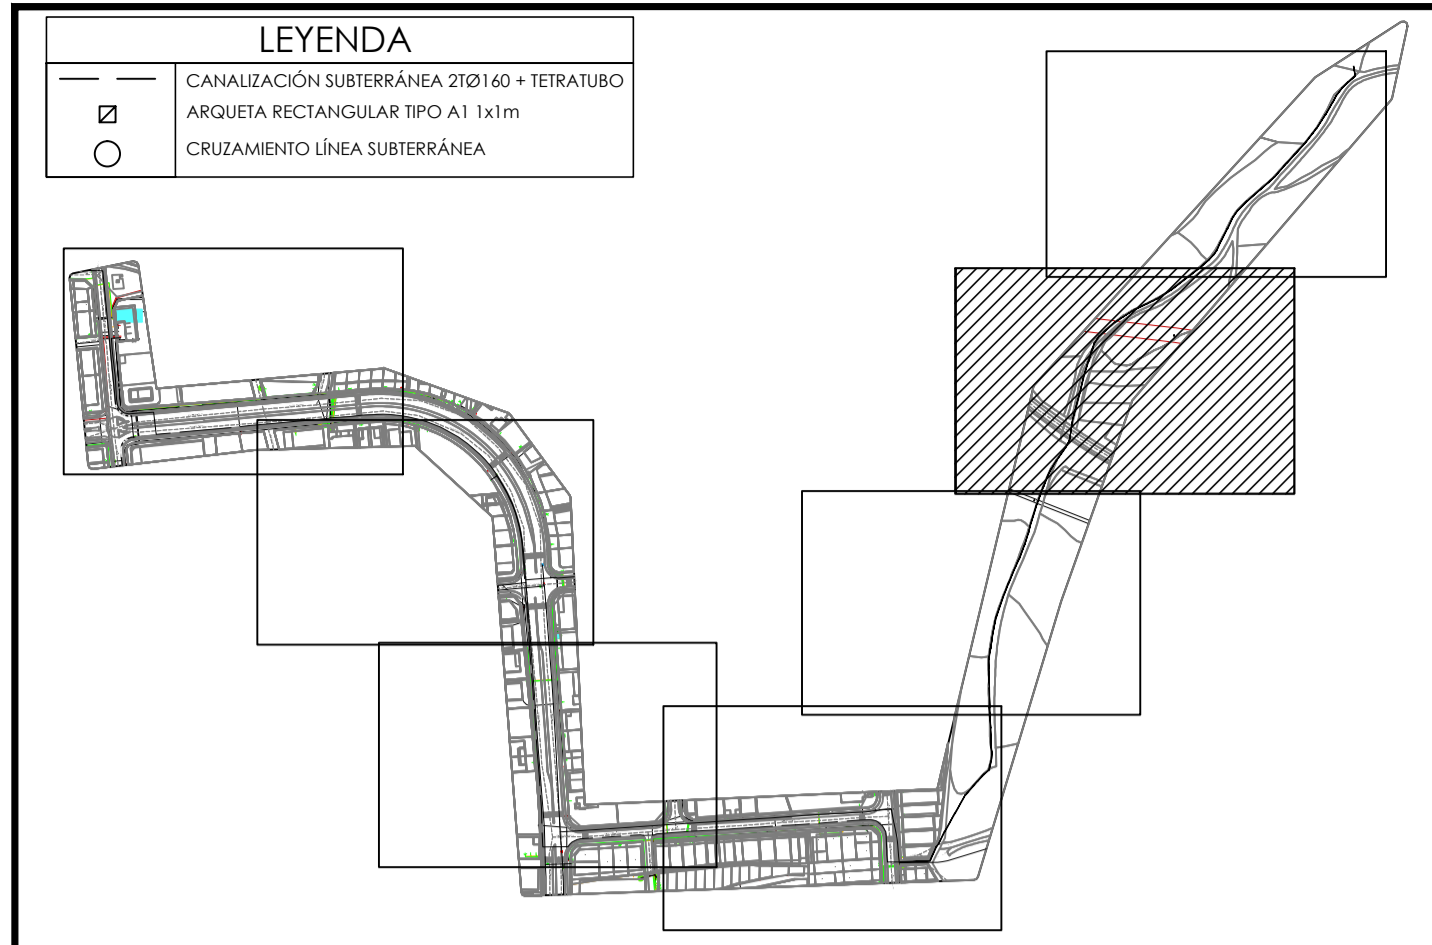 LEYENDA
CANALIZACIÓN SUBTERRÁNEA 2TØ160 + TETRATUBO
ARQUETA RECTANGULAR TIPO A1 1x1m
CRUZAMIENTO LÍNEA SUBTERRÁNEA